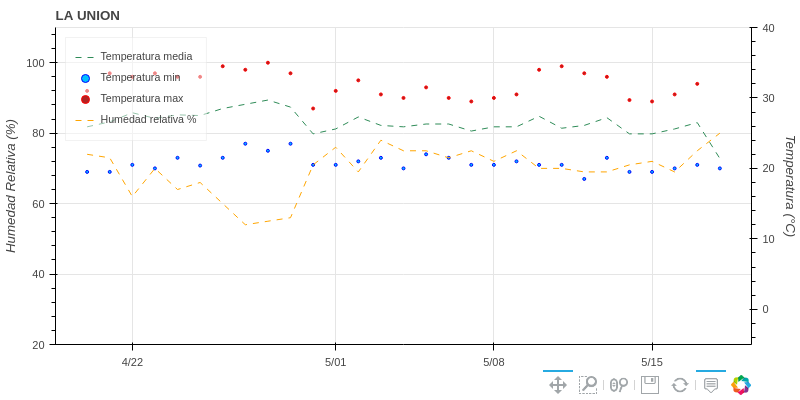 LA UNION
Temperatura media
Temperatura min
Temperatura max
Humedad relativa %
Humedad Relativa (%)
Temperatura (°C)
100
80
60
40
20
40
30
20
10
0
4/22
5/01
5/08
5/15